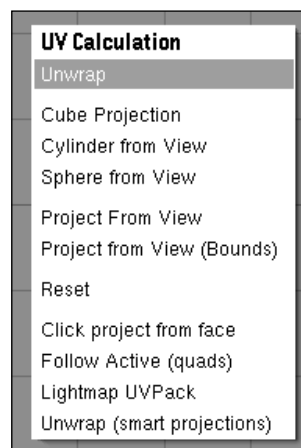 UV Calculation
Unwrap
Cube Projection
Cylinder from View
Sphere from View
Project From View
Project from View (Bounds)
Reset
Click project from face
Follow Active (quads)
Lightmap UVPack
Unwrap (smart projections)